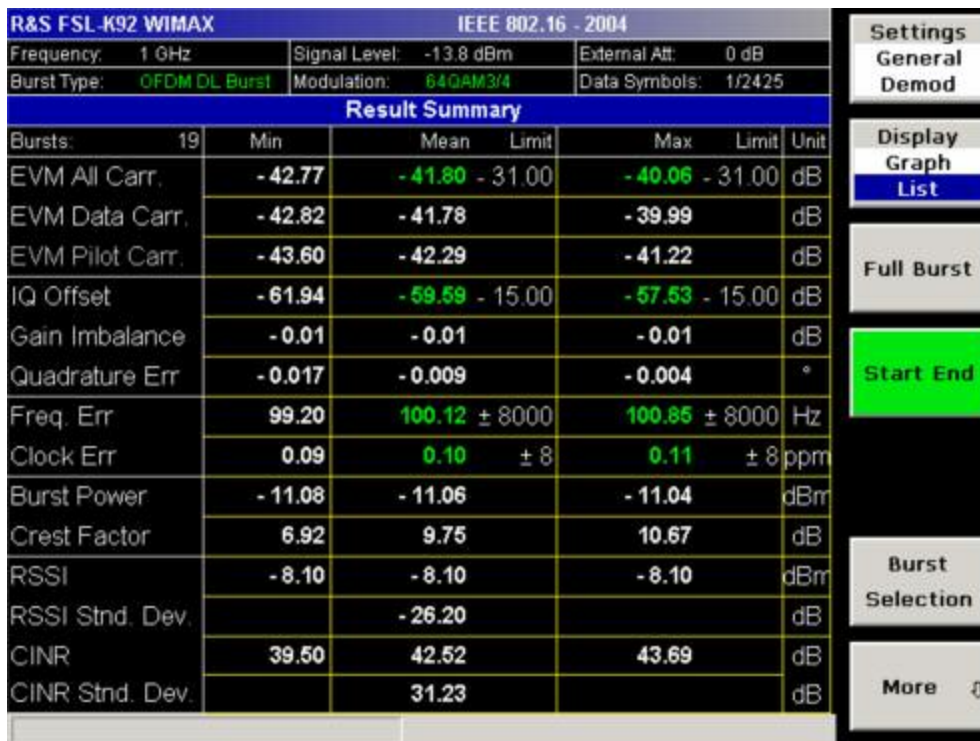 R&S FSL-K92 WIMAX IEEE 802.16 - 2004
Frequency: 1 GHz Signal Level: -13.8 dBm External Att: 0 dB
Burst Type: OFDM DL Burst Modulation: 64QAM3/4 Data Symbols: 1/2425
Result Summary
Bursts: 19 Min Mean Limit Max Limit Unit
EVM All Carr. - 42.77 - 41.80 - 31.00 - 40.06 - 31.00 dB
EVM Data Carr. - 42.82 - 41.78 - 39.99 dB
EVM Pilot Carr. - 43.60 - 42.29 - 41.22 dB
IQ Offset - 61.94 - 59.59 - 15.00 - 57.53 - 15.00 dB
Gain Imbalance - 0.01 - 0.01 - 0.01 dB
Quadrature Err - 0.017 - 0.009 - 0.004 °
Freq. Err 99.20 100.12 ± 8000 100.85 ± 8000 Hz
Clock Err 0.09 0.10 ± 8 0.11 ± 8 ppm
Burst Power - 11.08 - 11.06 - 11.04 dBm
Crest Factor 6.92 9.75 10.67 dB
RSSI - 8.10 - 8.10 - 8.10 dBm
RSSI Stnd. Dev. - 26.20 dB
CINR 39.50 42.52 43.69 dB
CINR Stnd. Dev. 31.23 dB
Settings
General
Demod
Display
Graph
List
Full Burst
Start End
Burst
Selection
More